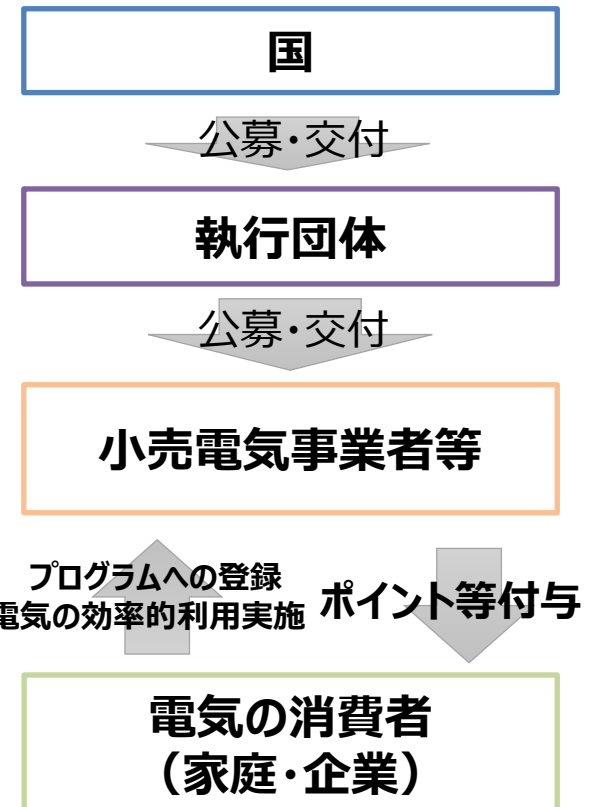 国
公募・交付
執行団体
公募・交付
小売電気事業者等
プログラムへの登録
電気の効率的利用実施
ポイント等付与
電気の消費者
（家庭・企業）